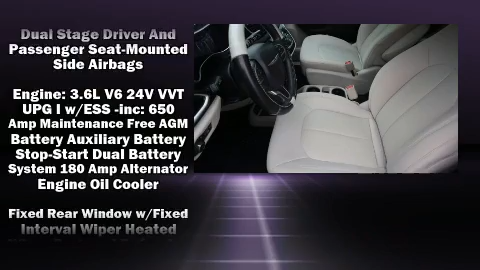 Dual Stage Driver And
Passenger Seat-Mounted
Side Airbags
Engine: 3.6L V6 24V VVT
UPG I w/ESS -inc: 650
Amp Maintenance Free AGM
Battery Auxiliary Battery
Stop-Start Dual Battery
System 180 Amp Alternator
Engine Oil Cooler
Fixed Rear Window w/Fixed
Interval Wiper Heated